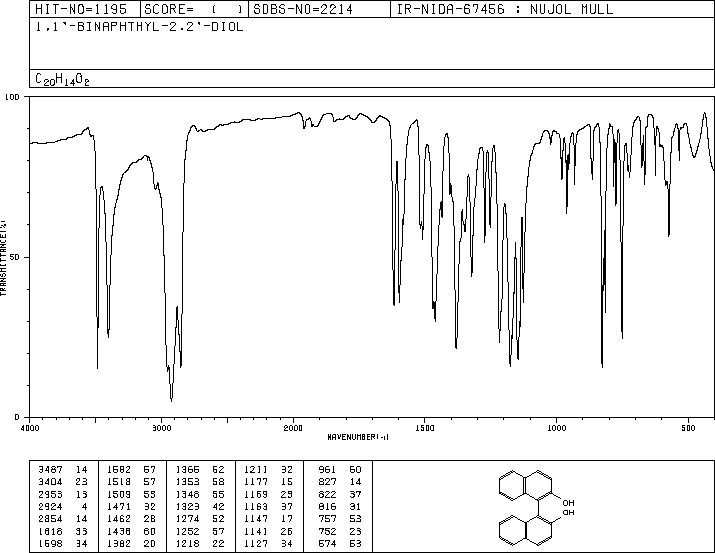 HIT-NO=1195 SCORE= ( ) SDBS-NO=2214 IR-NIDA-67456 : NUJOL MULL
1,1'-BINAPHTHYL-2,2'-DIOL
C20H14O2
100
50
0
TRANSMITTANCE(%)
4000 3000 2000 1500 1000 500
WAVENUMBER(-1)
3487 14 1582 57 1366 62 1211 32 961 60
3404 23 1518 57 1353 58 1177 15 827 14
2953 13 1509 55 1348 55 1169 29 822 37
2924 4 1471 32 1323 42 1163 37 816 31
2854 14 1462 28 1274 52 1147 17 757 53
1618 33 1438 60 1252 57 1141 26 752 23
1598 34 1382 20 1218 22 1127 34 574 53
OH
OH